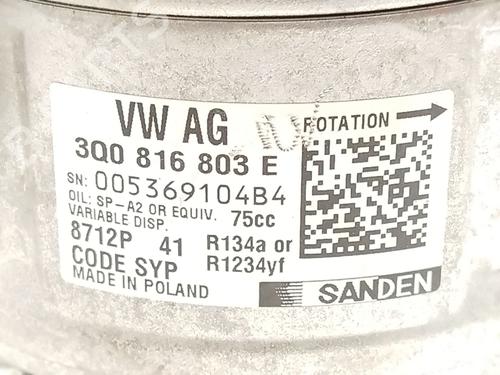 VW AG
ROTATION
3Q0 816 803 E
SN: 005369104B4
OIL: SP-A2 OR EQUIV. 75cc
VARIABLE DISP.
8712P 41 R134a or
CODE SYP R1234yf
MADE IN POLAND
SANDEN